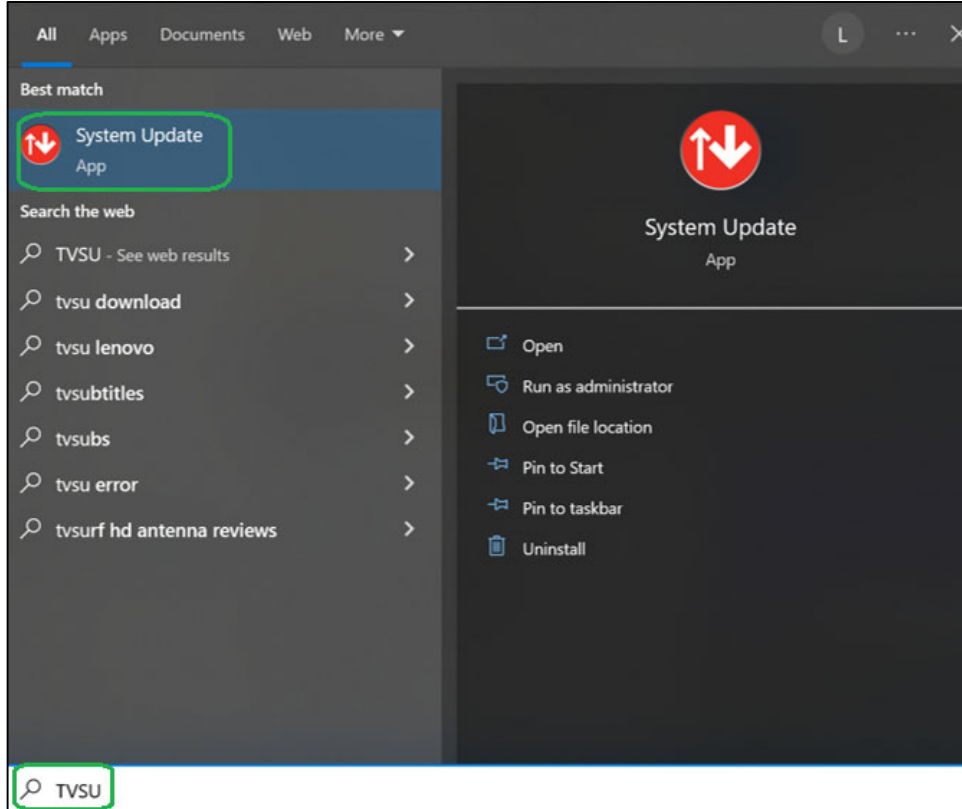 All Apps Documents Web More L ...
Best match
System Update
App
Search the web
TVSU - See web results
tvsu download
tvsu lenovo
tvsubtitles
tvsubs
tvsu error
tvsurf hd antenna reviews
System Update
App
Open
Run as administrator
Open file location
Pin to Start
Pin to taskbar
Uninstall
TVSU